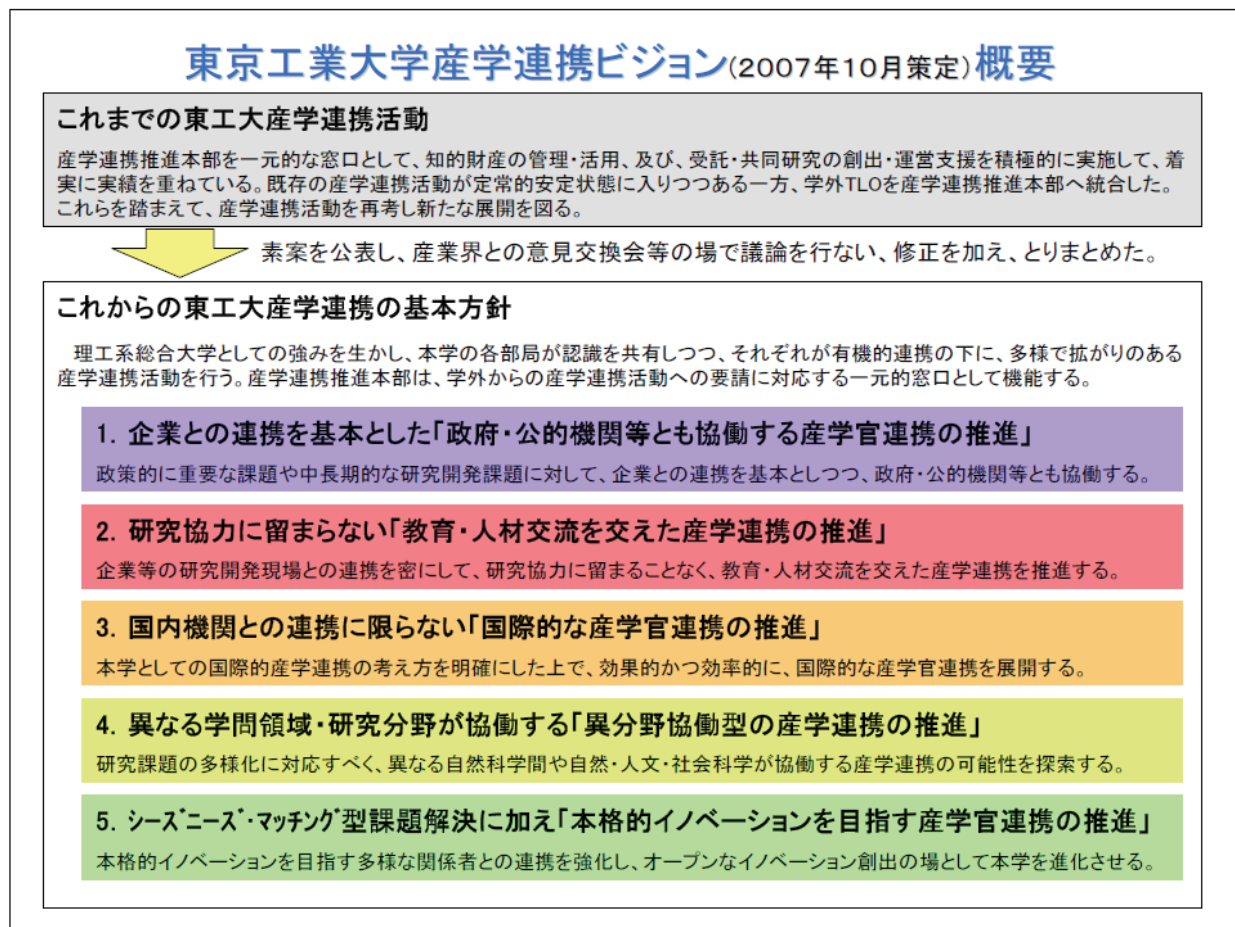 東京工業大学産学連携ビジョン(2007年10月策定)概要
これまでの東工大産学連携活動
産学連携推進本部を一元的な窓口として、知的財産の管理・活用、及び、受託・共同研究の創出・運営支援を積極的に実施して、着
実に実績を重ねている。既存の産学連携活動が定常的安定状態に入りつつある一方、学外TLOを産学連携推進本部へ統合した。
これらを踏まえて、産学連携活動を再考し新たな展開を図る。
素案を公表し、産業界との意見交換会等の場で議論を行ない、修正を加え、とりまとめた。
これからの東工大産学連携の基本方針
理工系総合大学としての強みを生かし、本学の各部局が認識を共有しつつ、それぞれが有機的連携の下に、多様で拡がりのある
産学連携活動を行う。産学連携推進本部は、学外からの産学連携活動への要請に対応する一元的窓口として機能する。
1. 企業との連携を基本とした「政府・公的機関等とも協働する産学官連携の推進」
政策的に重要な課題や中長期的な研究開発課題に対して、企業との連携を基本としつつ、政府・公的機関等とも協働する。
2. 研究協力に留まらない「教育・人材交流を交えた産学連携の推進」
企業等の研究開発現場との連携を密にして、研究協力に留まることなく、教育・人材交流を交えた産学連携を推進する。
3. 国内機関との連携に限らない「国際的な産学官連携の推進」
本学としての国際的産学連携の考え方を明確にした上で、効果的かつ効率的に、国際的な産学官連携を展開する。
4. 異なる学問領域・研究分野が協働する「異分野協働型の産学連携の推進」
研究課題の多様化に対応すべく、異なる自然科学間や自然・人文・社会科学が協働する産学連携の可能性を探索する。
5. シーズニーズ・マッチング型課題解決に加え「本格的イノベーションを目指す産学官連携の推進」
本格的イノベーションを目指す多様な関係者との連携を強化し、オープンなイノベーション創出の場として本学を進化させる。